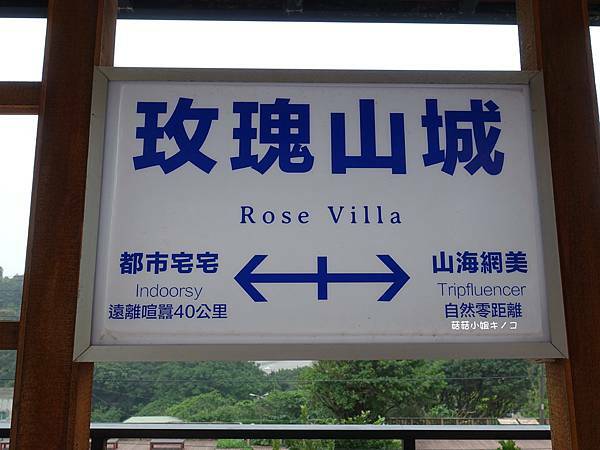 玫瑰山城
Rose Villa
都市宅宅
Indoorsy
遠離喧囂40公里
山海網美
Tripfluencer
自然零距離
菇菇小姐キノコ